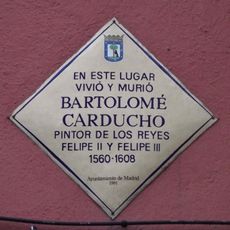 EN ESTE LUGAR
VIVIÓ Y MURIÓ
BARTOLOMÉ
CARDUCHO
PINTOR DE LOS REYES
FELIPE II Y FELIPE III
1560-1608
Ayuntamiento de Madrid
1991